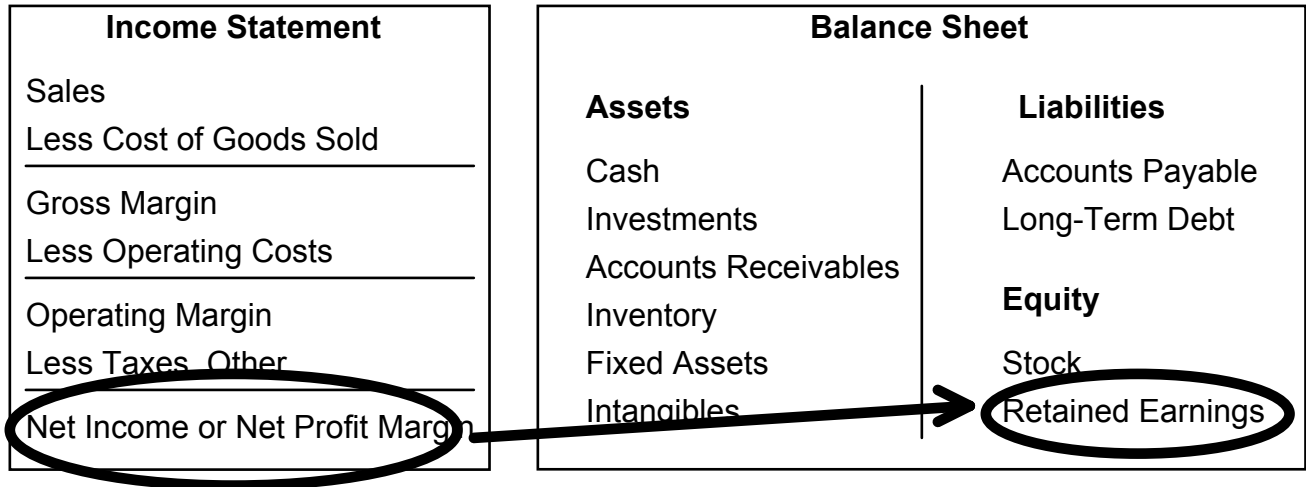 Income Statement
Sales
Less Cost of Goods Sold
Gross Margin
Less Operating Costs
Operating Margin
Less Taxes, Other
Net Income or Net Profit Margin
Balance Sheet
Assets
Cash
Investments
Accounts Receivables
Inventory
Fixed Assets
Intangibles
Liabilities
Accounts Payable
Long-Term Debt
Equity
Stock
Retained Earnings